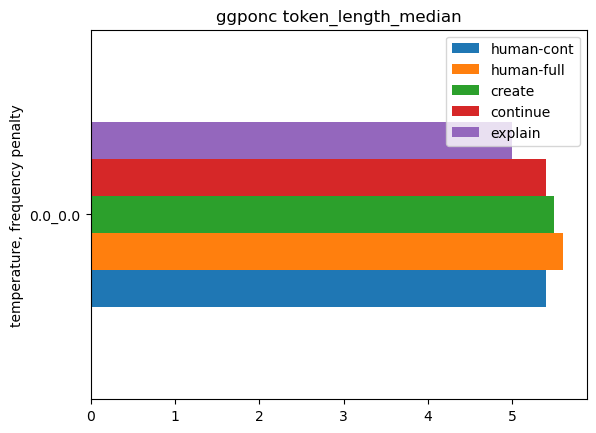 ggponc token_length_median
human-cont
human-full
create
continue
explain
temperature, frequency penalty
0.0_0.0
0 1 2 3 4 5